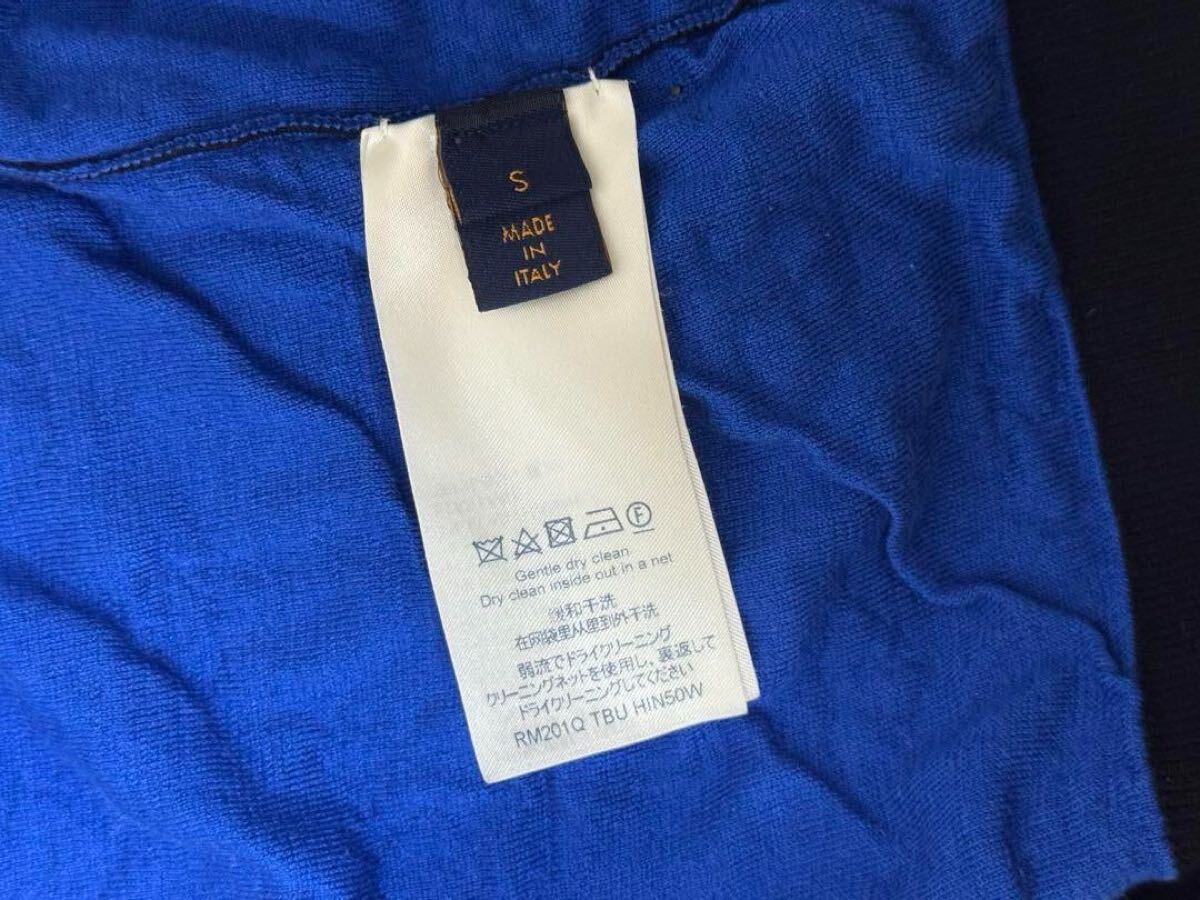 S
MADE
IN
ITALY
F
Gentle dry clean
Dry clean inside out in a net
和干洗
在网袋里从里到外干洗
弱流でドライクリーニング
クリーニングネットを使用し、裏返して
ドライクリーニングしてください
RM201Q TBU HIN50W